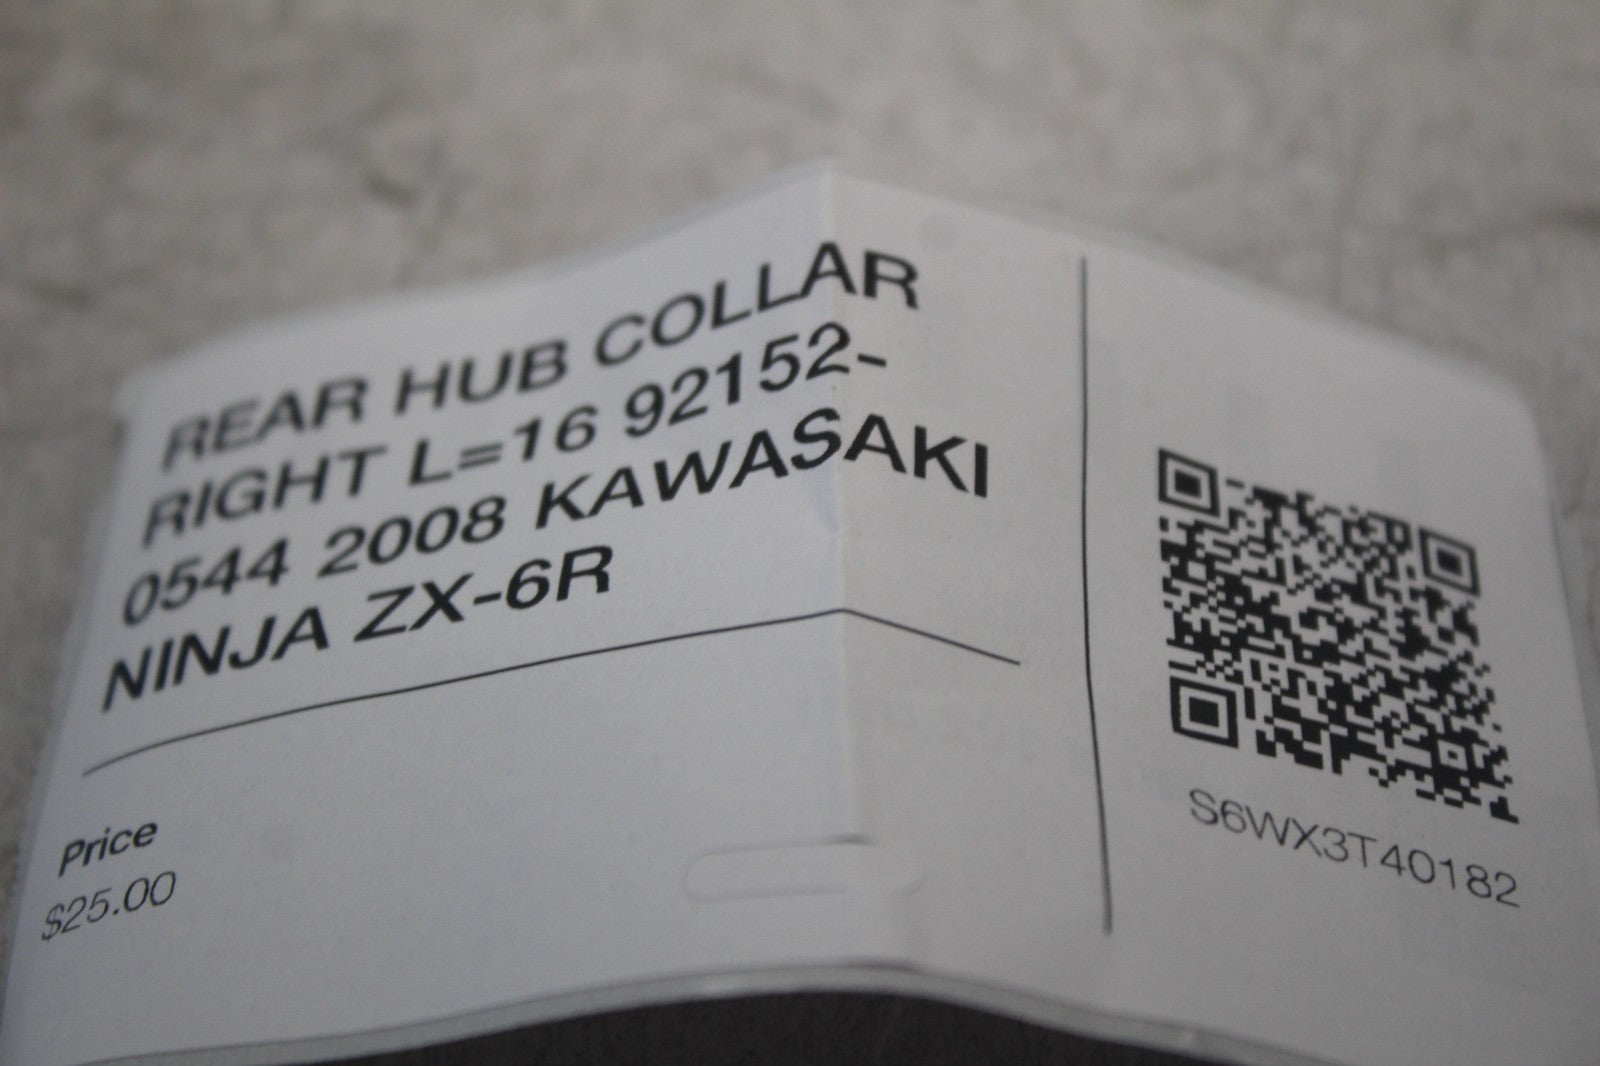 REAR HUB COLLAR
RIGHT L=16 92152-
0544 2008 KAWASAKI
NINJA ZX-6R
Price
$25.00
S6WX3T40182